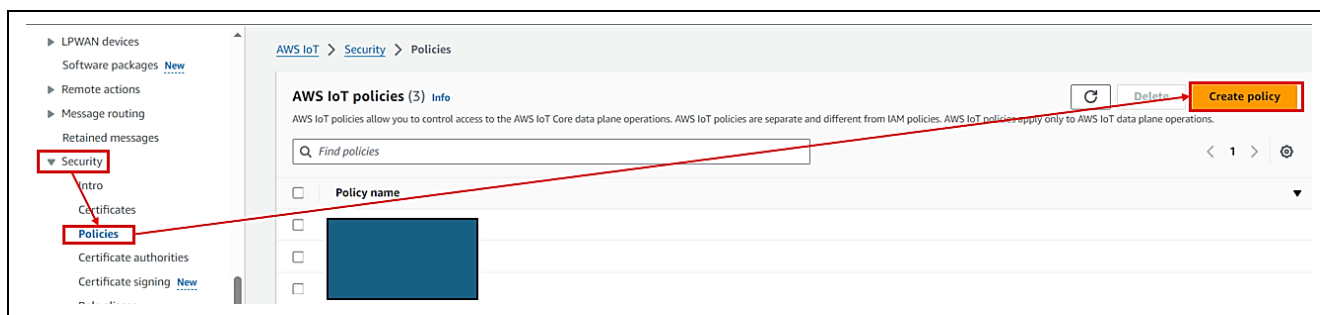 LPWAN devices
Software packages New
Remote actions
Message routing
Retained messages
Security
Intro
Certificates
Policies
Certificate authorities
Certificate signing New
AWS IoT > Security > Policies
AWS IoT policies (3) Info
Delete
Create policy
AWS IoT policies allow you to control access to the AWS IoT Core data plane operations. AWS IoT policies are separate and different from IAM policies. AWS IoT policies apply only to AWS IoT data plane operations.
Find policies
< 1 >
Policy name